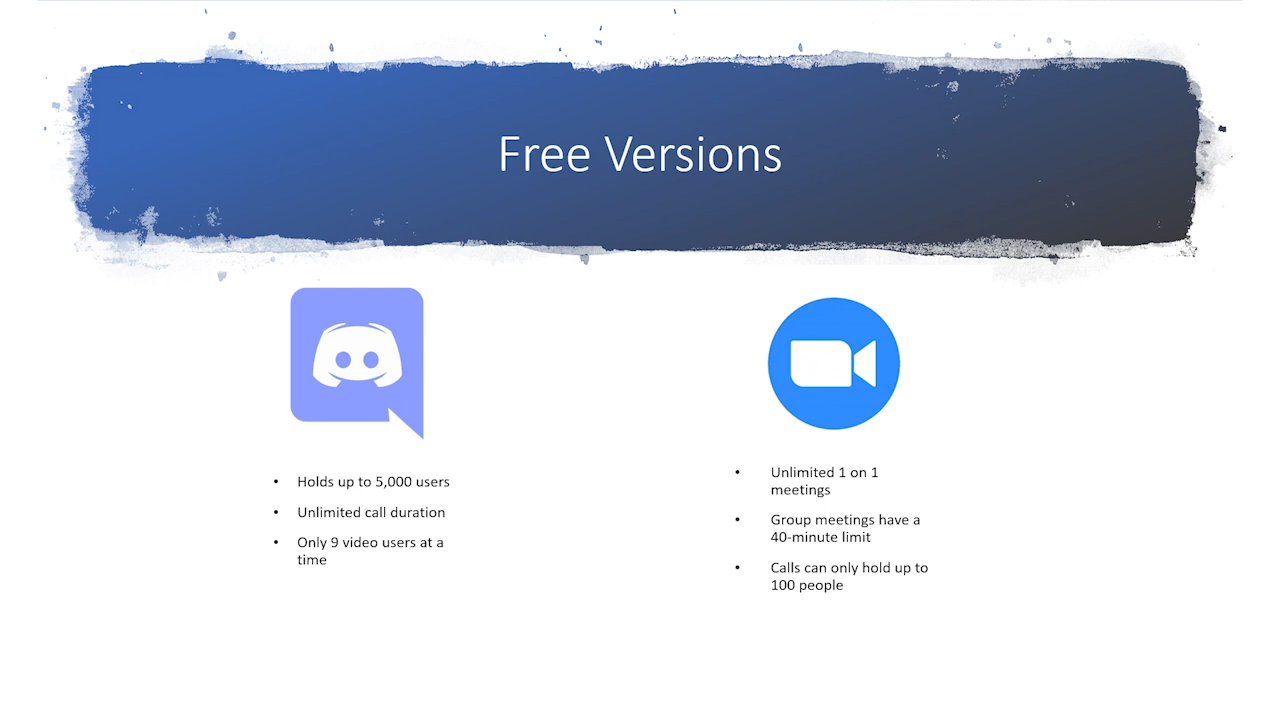 Free Versions
• Holds up to 5,000 users
• Unlimited call duration
• Only 9 video users at a
time
• Unlimited 1 on 1
meetings
• Group meetings have a
40-minute limit
• Calls can only hold up to
100 people